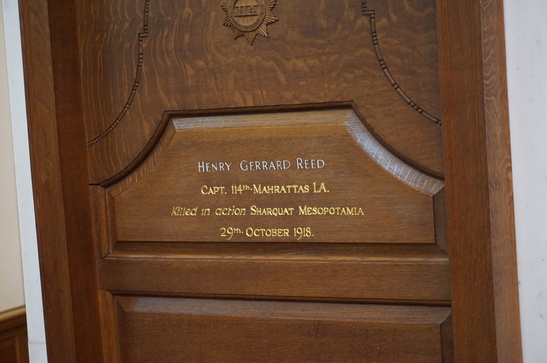 HENRY GERRARD REED
CAPT. 114th. MAHRATTAS I.A.
Killed in action SHARQUAT MESOPOTAMIA
29th. OCTOBER 1918.